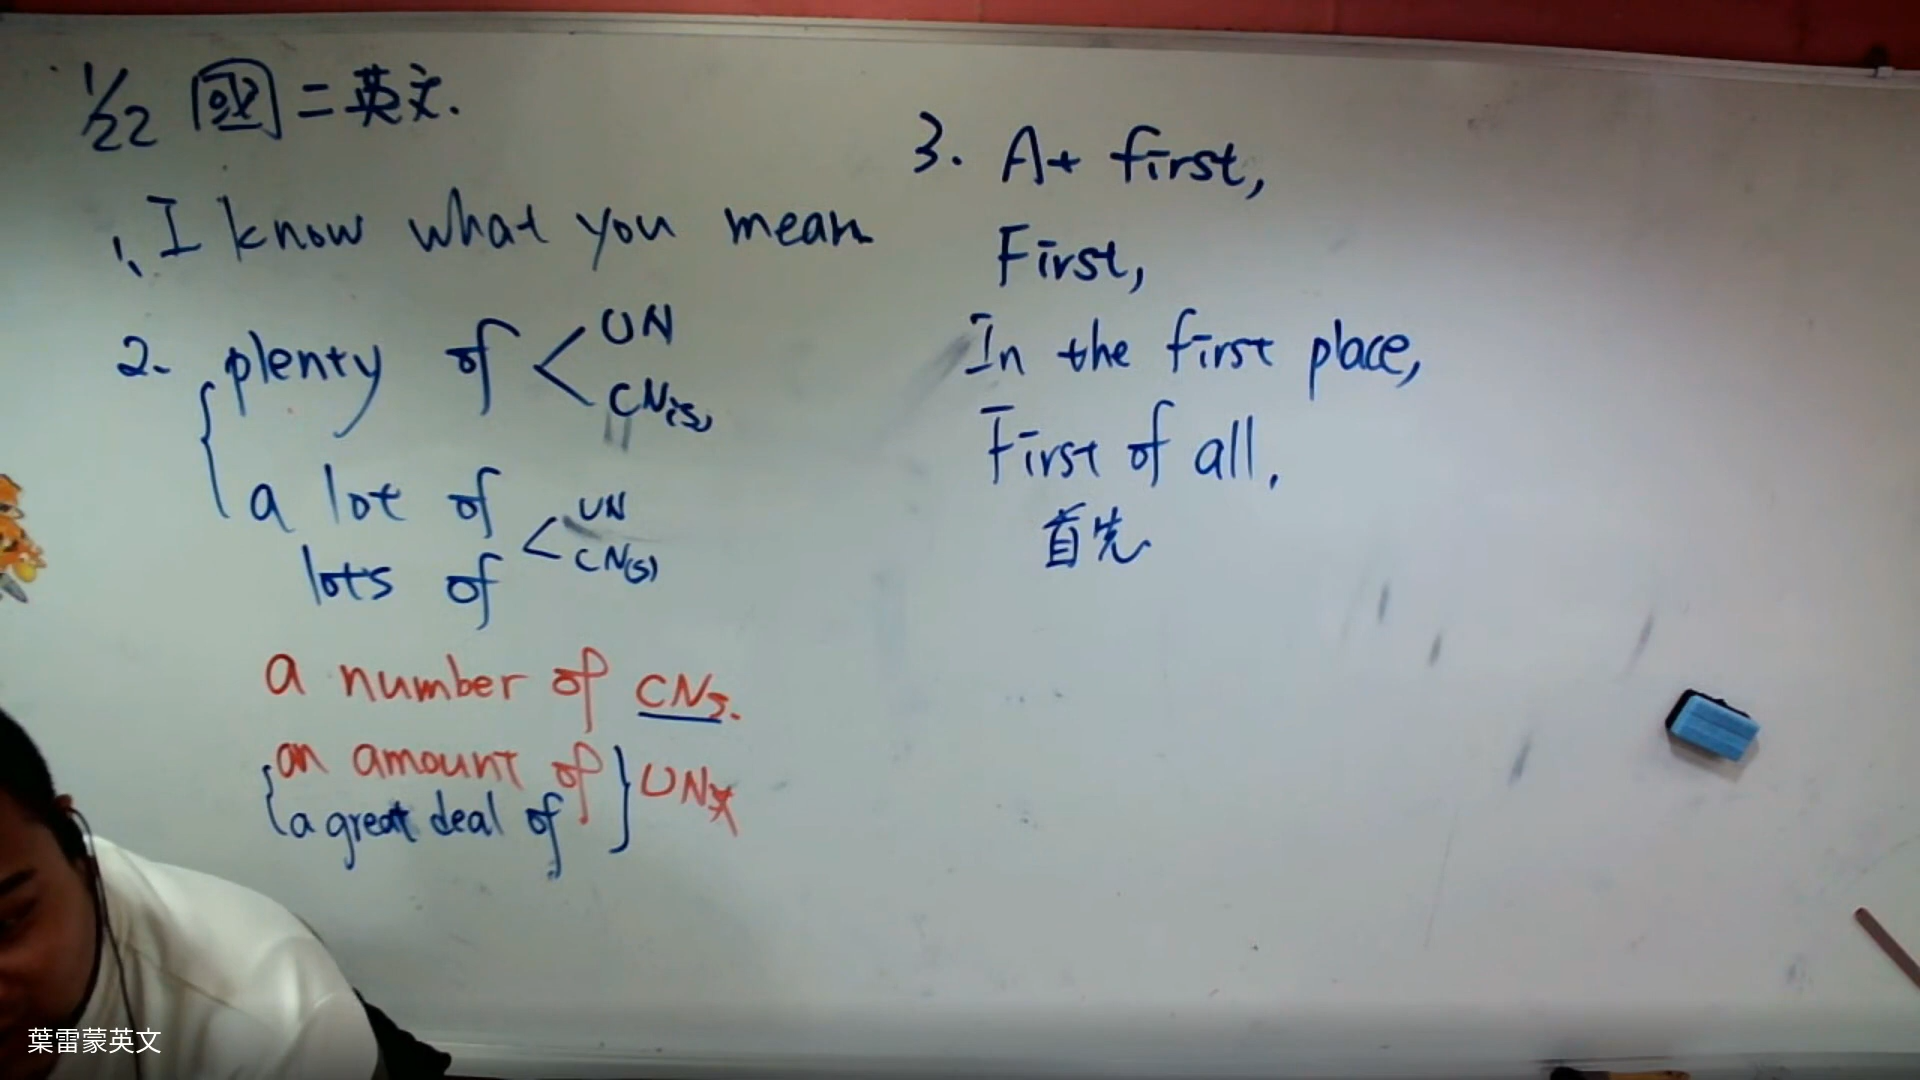 1/22 國二英文.
1. I know what you mean
2. plenty of < UN CN(s)
a lot of
lots of < UN CN(s)
a number of CNs.
an amount of
a great deal of } UN
3. At first,
First,
In the first place,
First of all,
首先
葉雷蒙英文